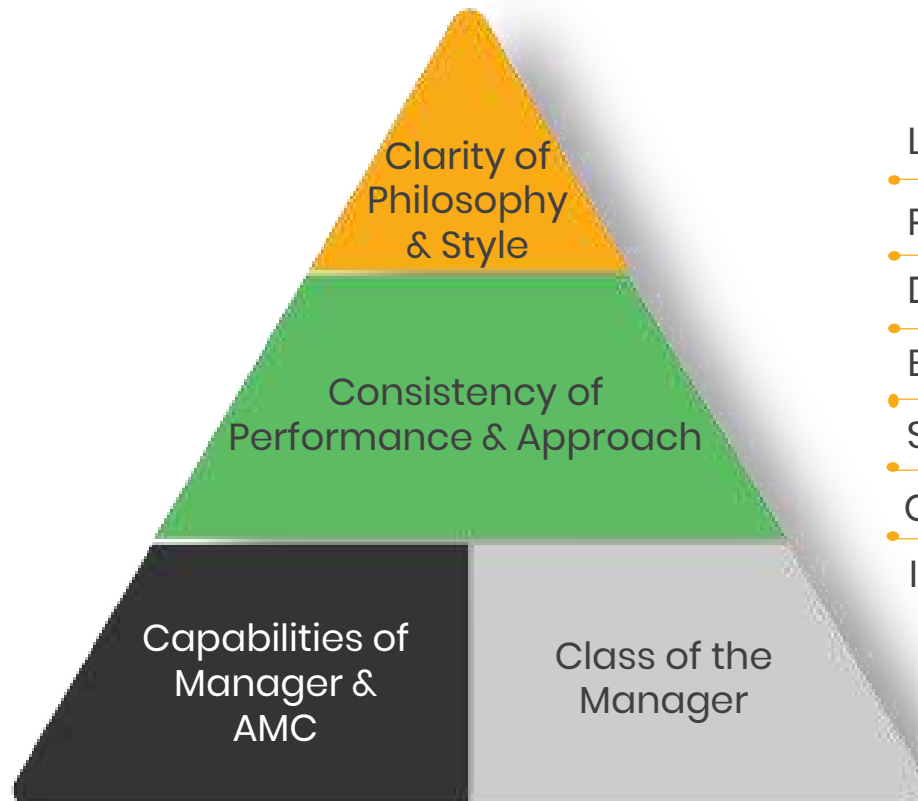 Clarity of
Philosophy
& Style
Consistency of
Performance & Approach
Capabilities of
Manager &
AMC
Class of the
Manager